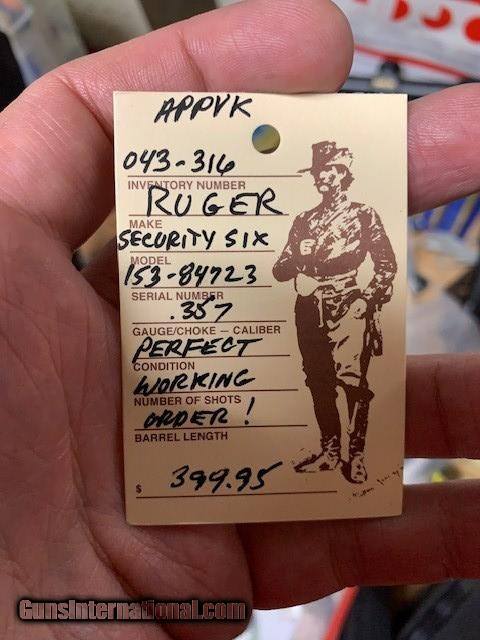 APPVK
043-316
INVENTORY NUMBER
RUGER
MAKE
SECURITY SIX
MODEL
153-84723
SERIAL NUMBER
.357
GAUGE/CHOKE – CALIBER
PERFECT
CONDITION
WORKING
NUMBER OF SHOTS
ORDER!
BARREL LENGTH
$ 399.95
GunsInternational.com